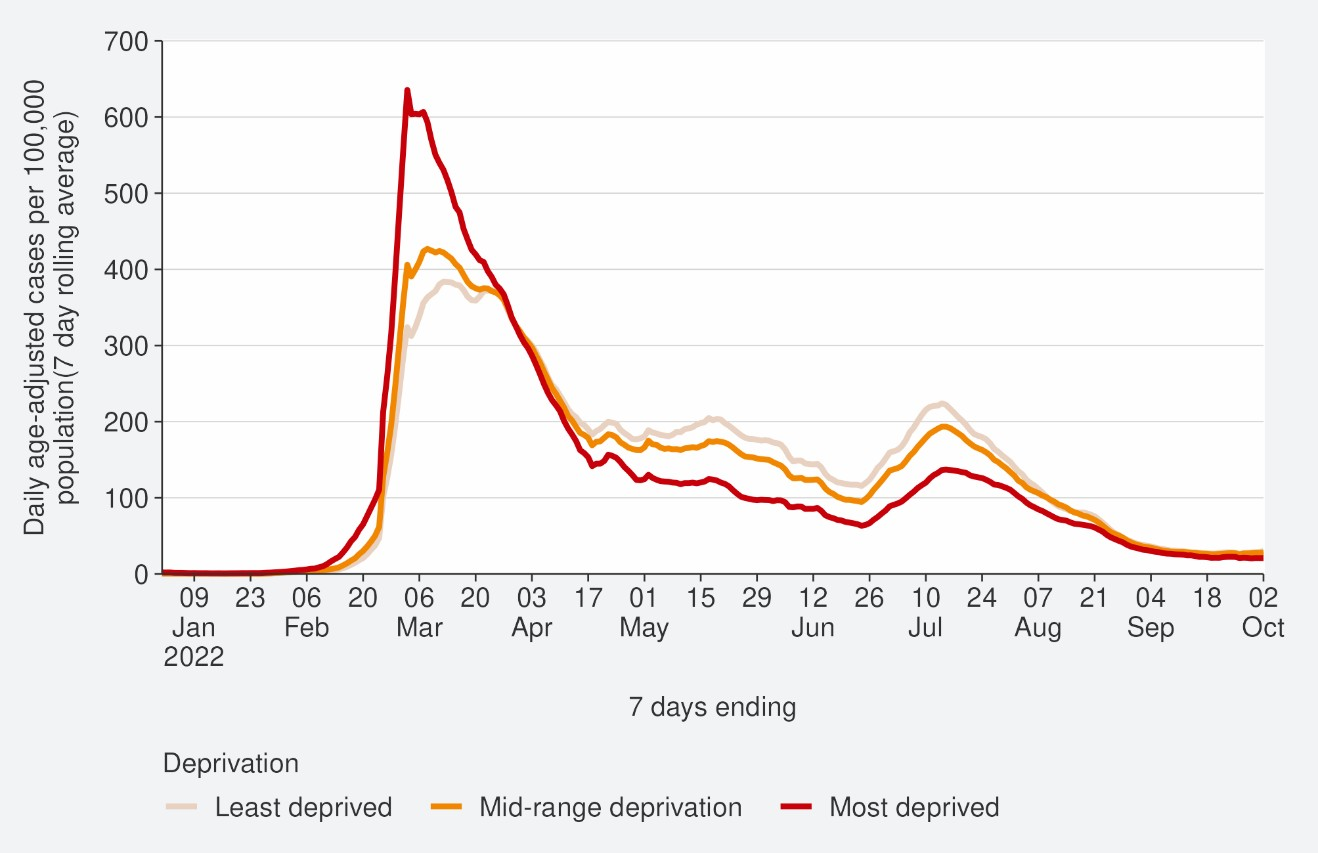 Daily age-adjusted cases per 100,000
population(7 day rolling average)
700
600
500
400
300
200
100
0
09 23 06 20 06 20 03 17 01 15 29 12 26 10 24 07 21 04 18 02
Jan Feb Mar Apr May Jun Jul Aug Sep Oct
2022
7 days ending
Deprivation
Least deprived Mid-range deprivation Most deprived